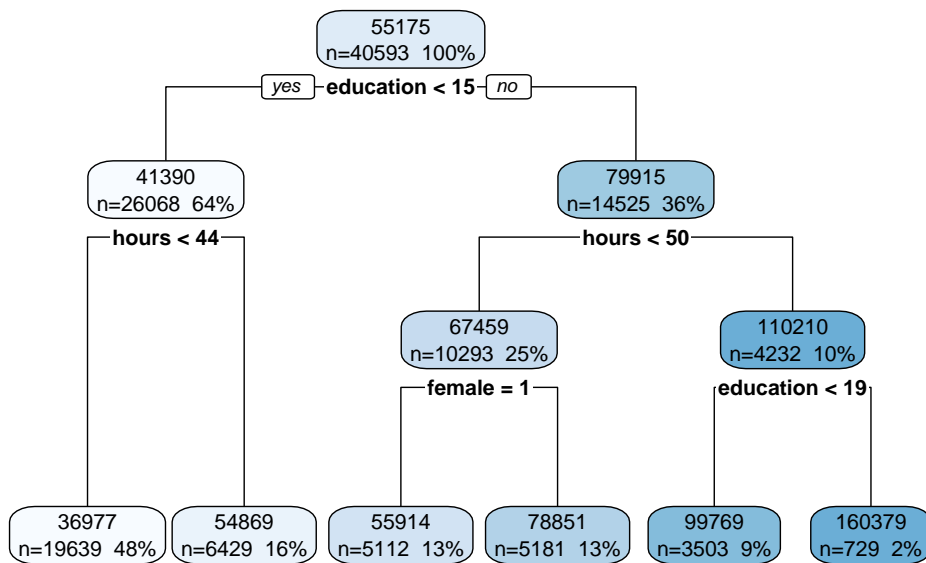 55175
n=40593 100%
yes education < 15 no
41390
n=26068 64%
79915
n=14525 36%
hours < 44
hours < 50
67459
n=10293 25%
110210
n=4232 10%
female = 1
education < 19
36977
n=19639 48%
54869
n=6429 16%
55914
n=5112 13%
78851
n=5181 13%
99769
n=3503 9%
160379
n=729 2%